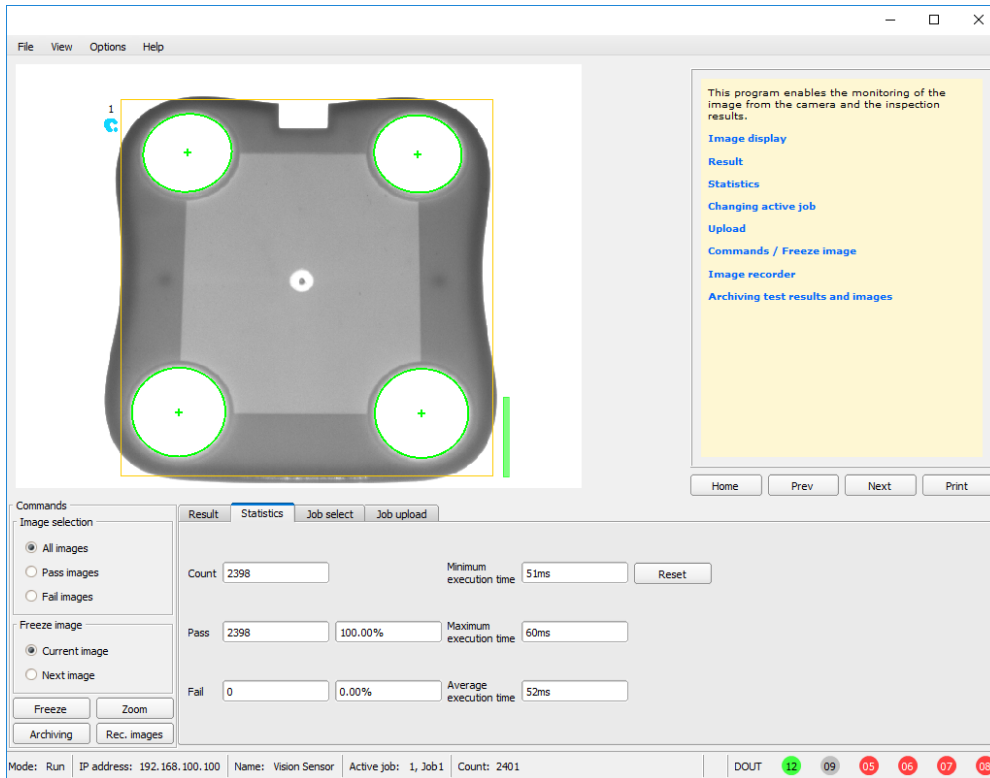 File View Options Help
1
This program enables the monitoring of the
image from the camera and the inspection
results.
Image display
Result
Statistics
Changing active job
Upload
Commands / Freeze image
Image recorder
Archiving test results and images
Home Prev Next Print
Commands
Image selection
All images
Pass images
Fail images
Freeze image
Current image
Next image
Freeze Zoom
Archiving Rec. images
Result Statistics Job select Job upload
Count 2398
Minimum
execution time 51ms
Reset
Pass 2398 100.00%
Maximum
execution time 60ms
Fail 0 0.00%
Average
execution time 52ms
Mode: Run IP address: 192.168.100.100 Name: Vision Sensor Active job: 1, Job1 Count: 2401 DOUT 12 09 05 06 07 08